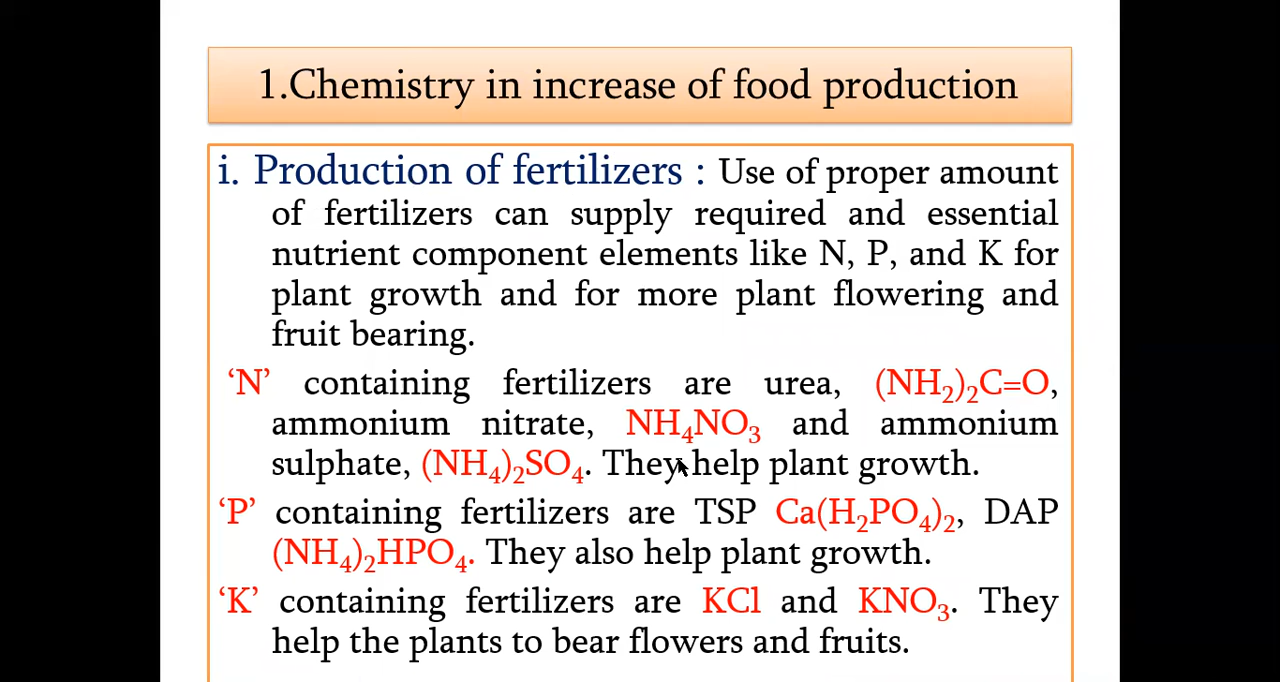 1.Chemistry in increase of food production
i. Production of fertilizers : Use of proper amount
of fertilizers can supply required and essential
nutrient component elements like N, P, and K for
plant growth and for more plant flowering and
fruit bearing.
‘N’ containing fertilizers are urea, (NH₂)₂C=O,
ammonium nitrate, NH₄NO₃ and ammonium
sulphate, (NH₄)₂SO₄. They help plant growth.
‘P’ containing fertilizers are TSP Ca(H₂PO₄)₂, DAP
(NH₄)₂HPO₄. They also help plant growth.
‘K’ containing fertilizers are KCl and KNO₃. They
help the plants to bear flowers and fruits.